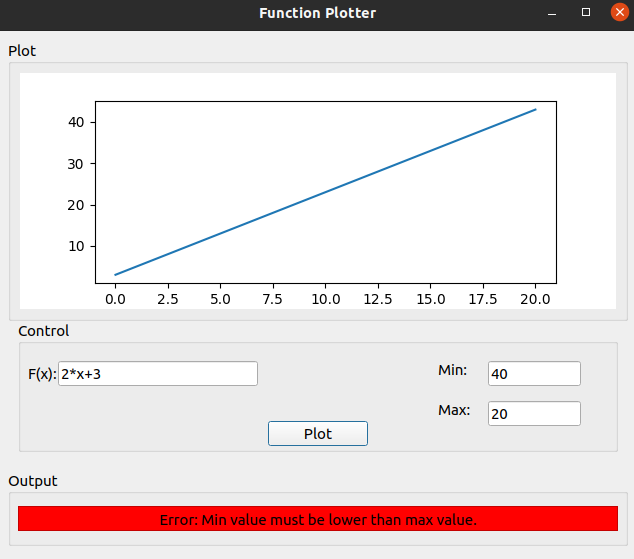 Function Plotter
Plot
40
30
20
10
0.0 2.5 5.0 7.5 10.0 12.5 15.0 17.5 20.0
Control
F(x): 2*x+3
Min: 40
Max: 20
Plot
Output
Error: Min value must be lower than max value.